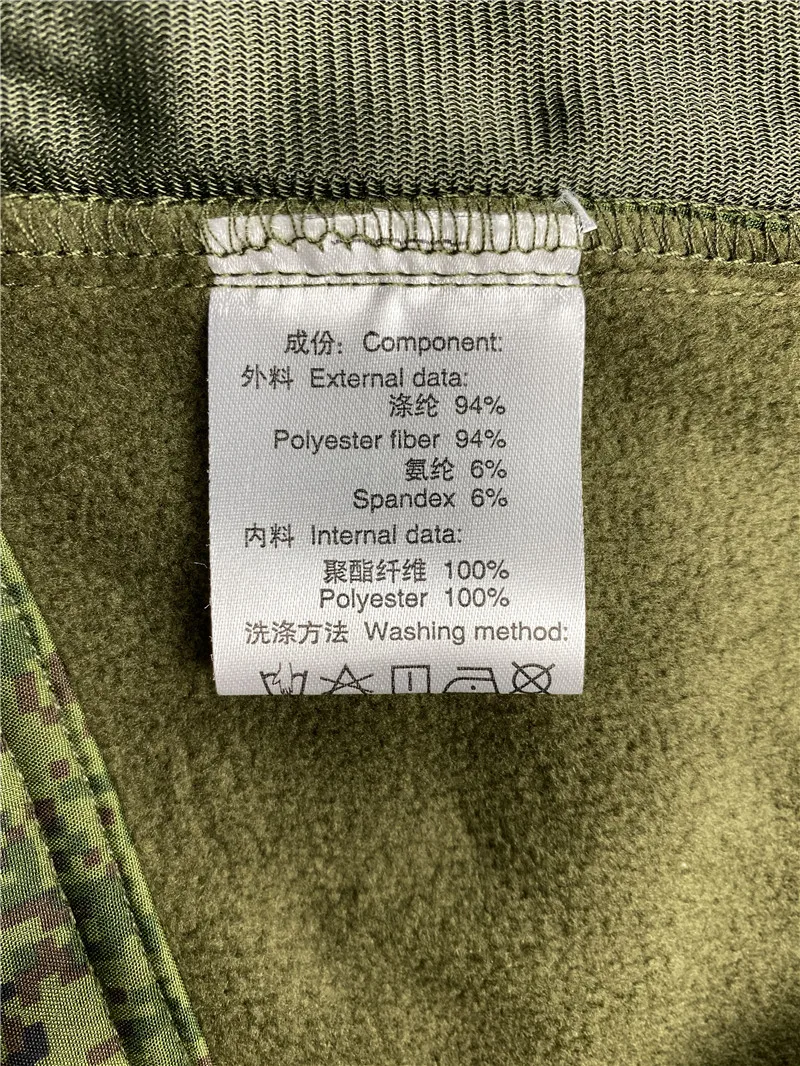 成份：Component:
外料 External data:
涤纶 94%
Polyester fiber 94%
氨纶 6%
Spandex 6%
内料 Internal data:
聚酯纤维 100%
Polyester 100%
洗涤方法 Washing method: